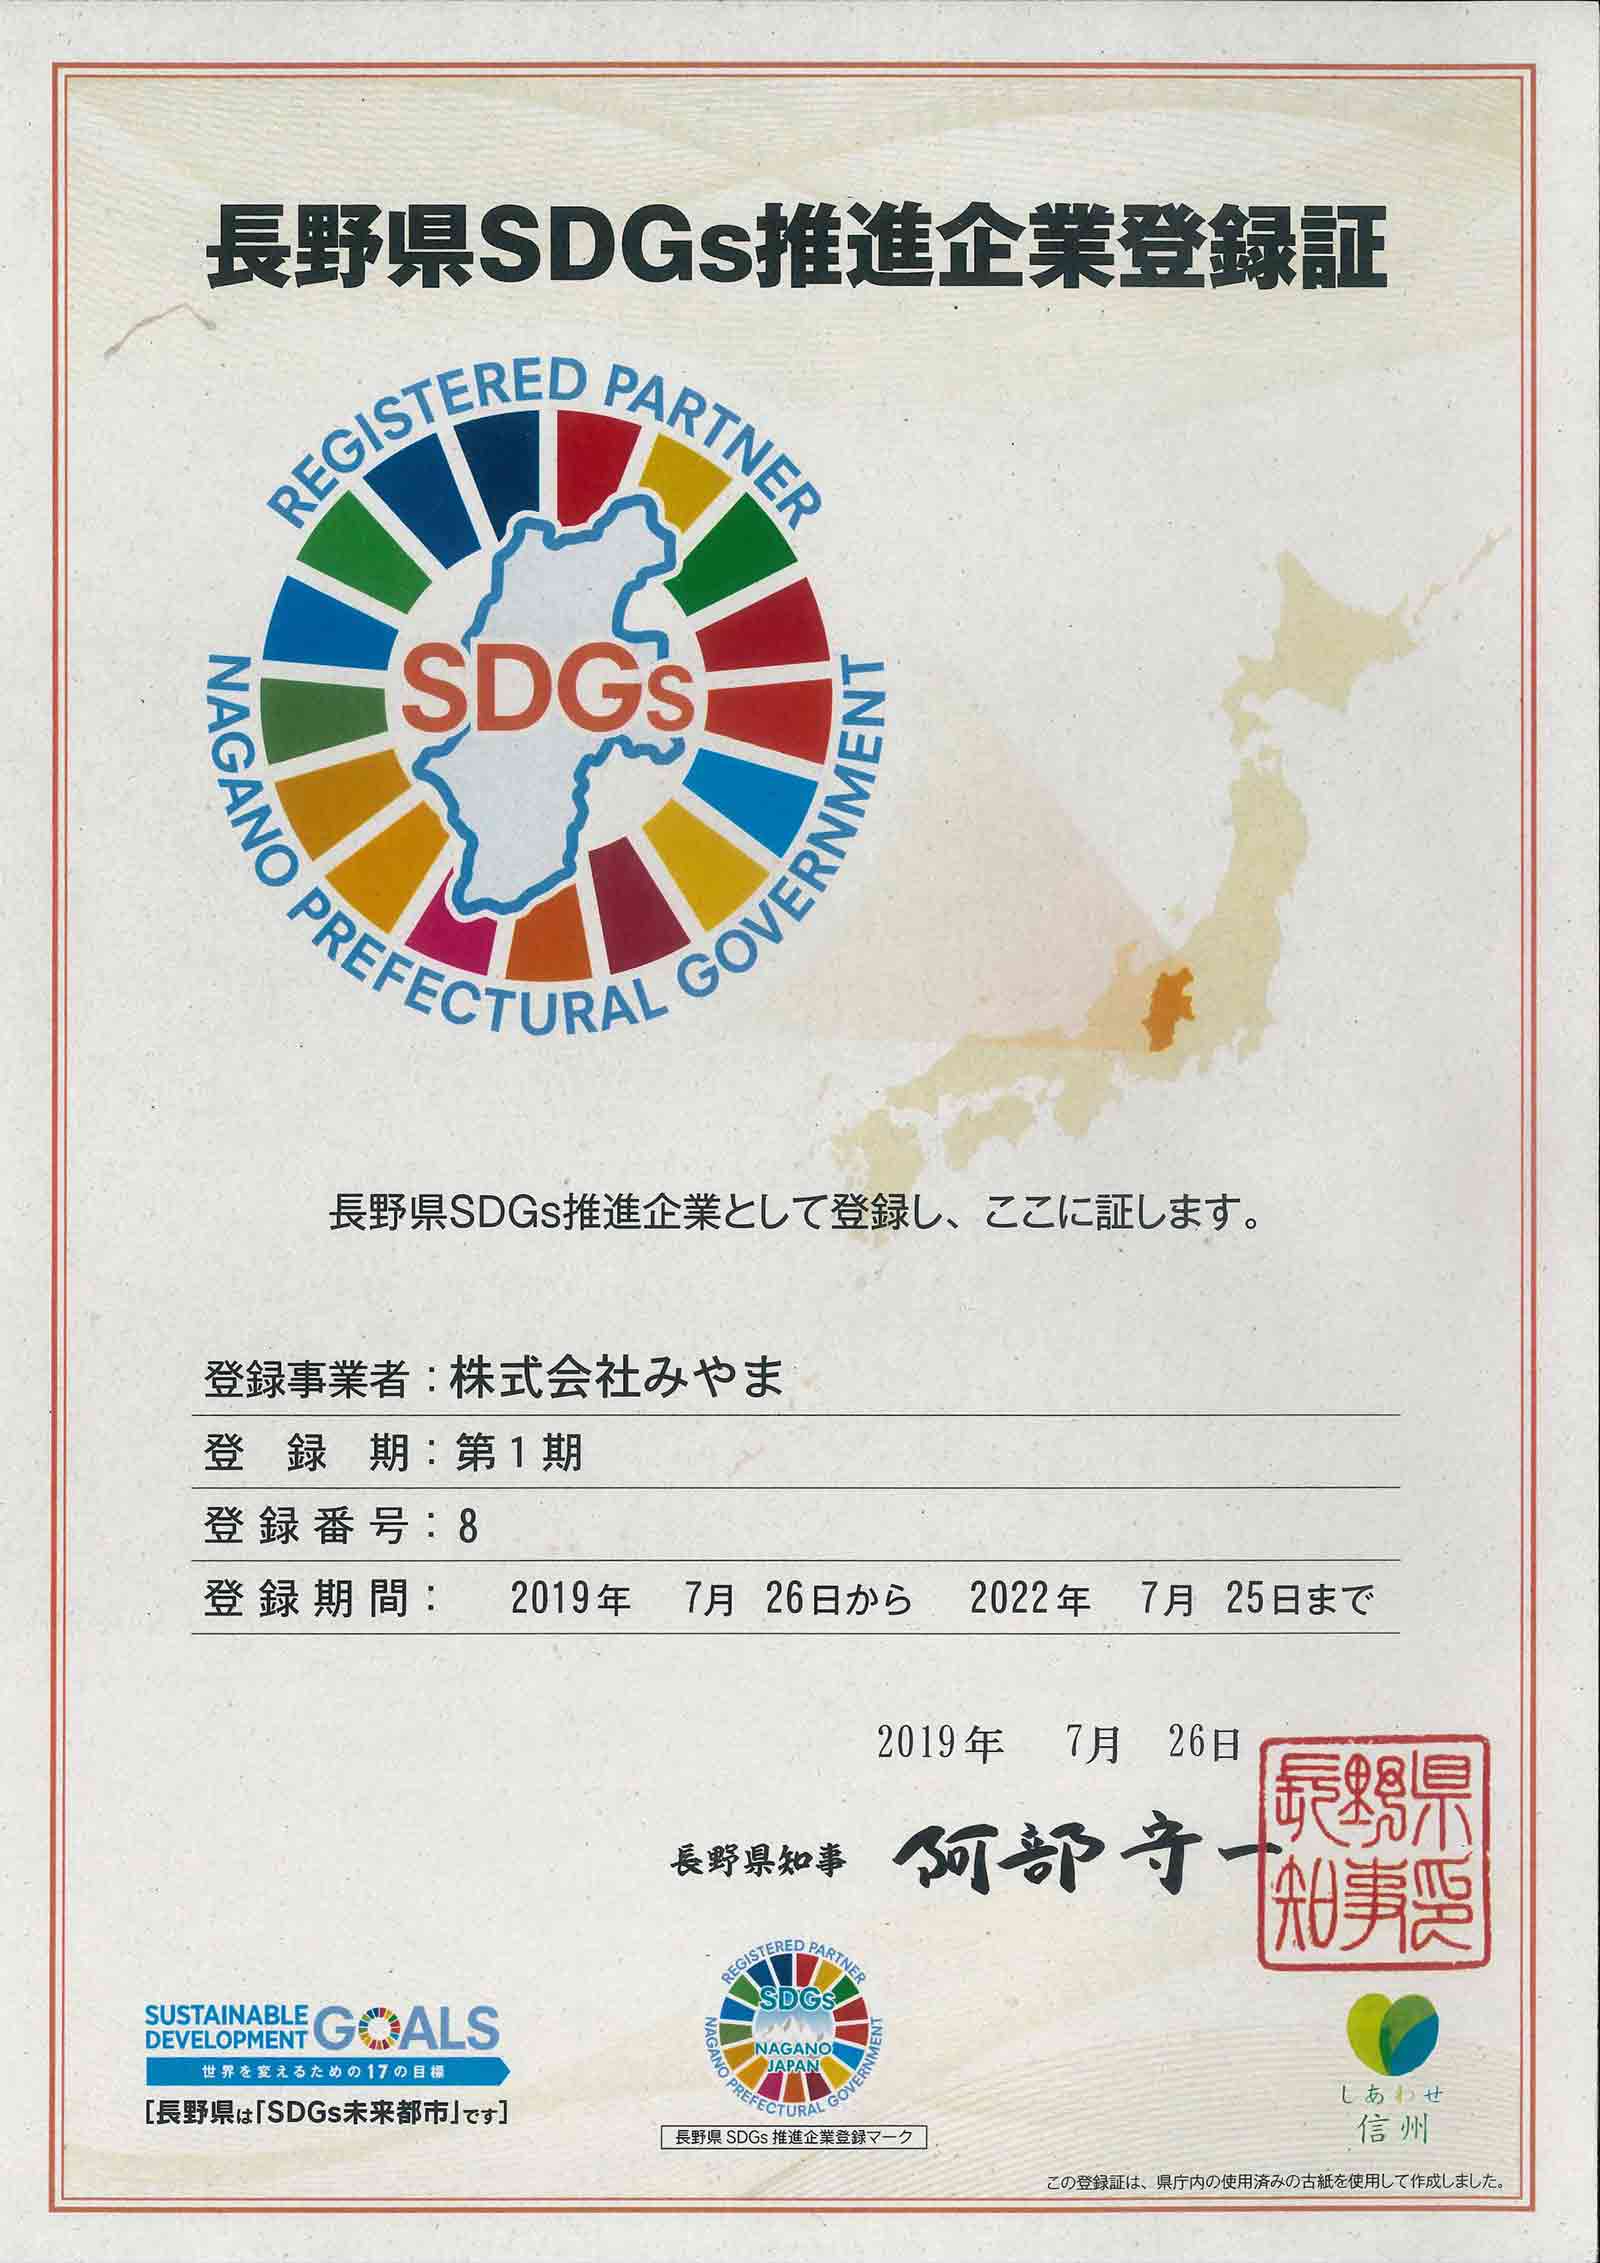 長野県SDGs推進企業登録証
REGISTERED PARTNER
SDGs
NAGANO PREFECTURAL GOVERNMENT
長野県SDGs推進企業として登録し、ここに証します。
登録事業者：株式会社みやま
登　録　期：第１期
登録番号：8
登録期間：　2019年　7月　26日から　2022年　7月　25日まで
2019年　7月　26日
長野県知事　阿部守一
長野県
知事印
SUSTAINABLE
DEVELOPMENT GOALS
世界を変えるための17の目標
[長野県は「SDGs未来都市」です]
REGISTERED PARTNER
SDGs
NAGANO
JAPAN
NAGANO PREFECTURAL GOVERNMENT
長野県 SDGs 推進企業登録マーク
しあわせ
信州
この登録証は、県庁内の使用済みの古紙を使用して作成しました。